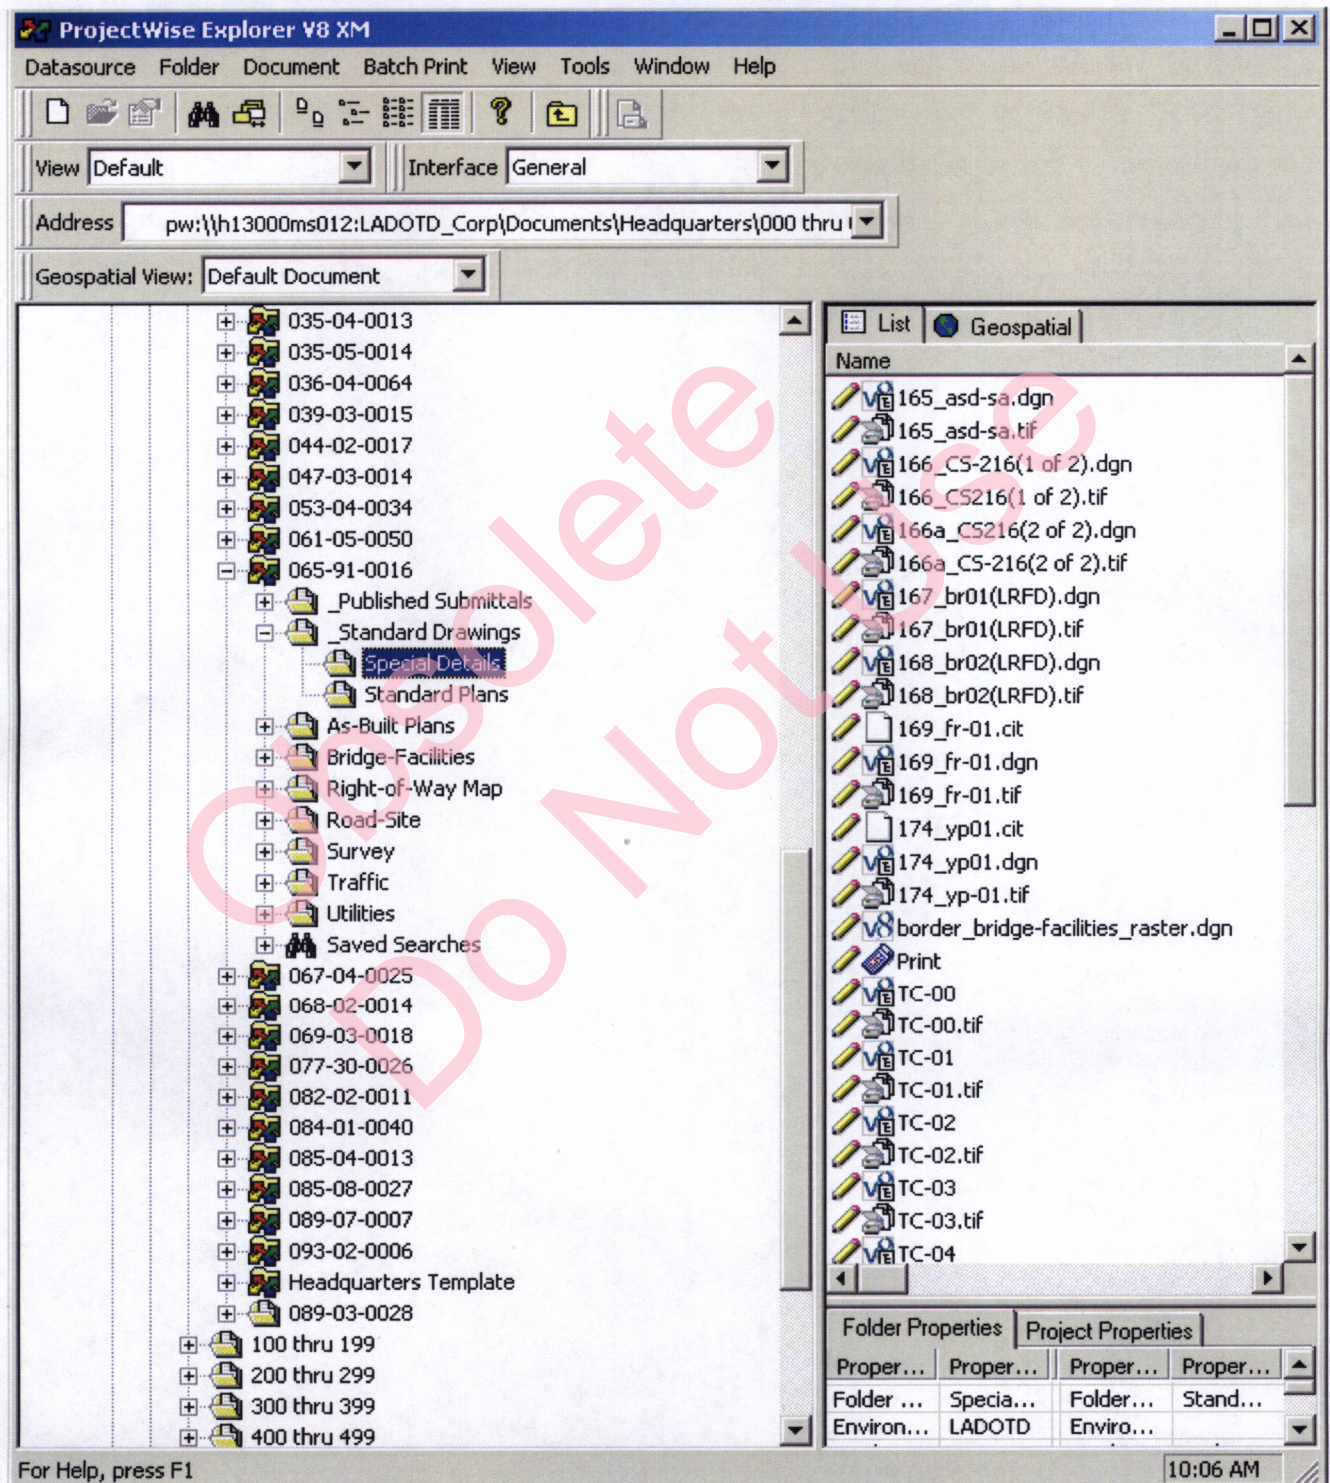 ProjectWise Explorer V8 XM
Datasource Folder Document Batch Print View Tools Window Help
View Default Interface General
Address pw:\\h13000ms012:LADOTD_Corp\Documents\Headquarters\000 thru
Geospatial View: Default Document
035-04-0013
035-05-0014
036-04-0064
039-03-0015
044-02-0017
047-03-0014
053-04-0034
061-05-0050
065-91-0016
_Published Submittals
_Standard Drawings
Special Details
Standard Plans
As-Built Plans
Bridge-Facilities
Right-of-Way Map
Road-Site
Survey
Traffic
Utilities
Saved Searches
067-04-0025
068-02-0014
069-03-0018
077-30-0026
082-02-0011
084-01-0040
085-04-0013
085-08-0027
089-07-0007
093-02-0006
Headquarters Template
089-03-0028
100 thru 199
200 thru 299
300 thru 399
400 thru 499
List Geospatial
Name
165_asd-sa.dgn
165_asd-sa.tif
166_CS-216(1 of 2).dgn
166_CS216(1 of 2).tif
166a_CS216(2 of 2).dgn
166a_CS-216(2 of 2).tif
167_br01(LRFD).dgn
167_br01(LRFD).tif
168_br02(LRFD).dgn
168_br02(LRFD).tif
169_fr-01.cit
169_fr-01.dgn
169_fr-01.tif
174_yp01.cit
174_yp01.dgn
174_yp-01.tif
border_bridge-facilities_raster.dgn
Print
TC-00
TC-00.tif
TC-01
TC-01.tif
TC-02
TC-02.tif
TC-03
TC-03.tif
TC-04
Folder Properties Project Properties
Proper... Proper... Proper... Proper...
Folder ... Specia... Folder... Stand...
Environ... LADOTD Enviro...
For Help, press F1
10:06 AM
Obsolete
Do Not Use